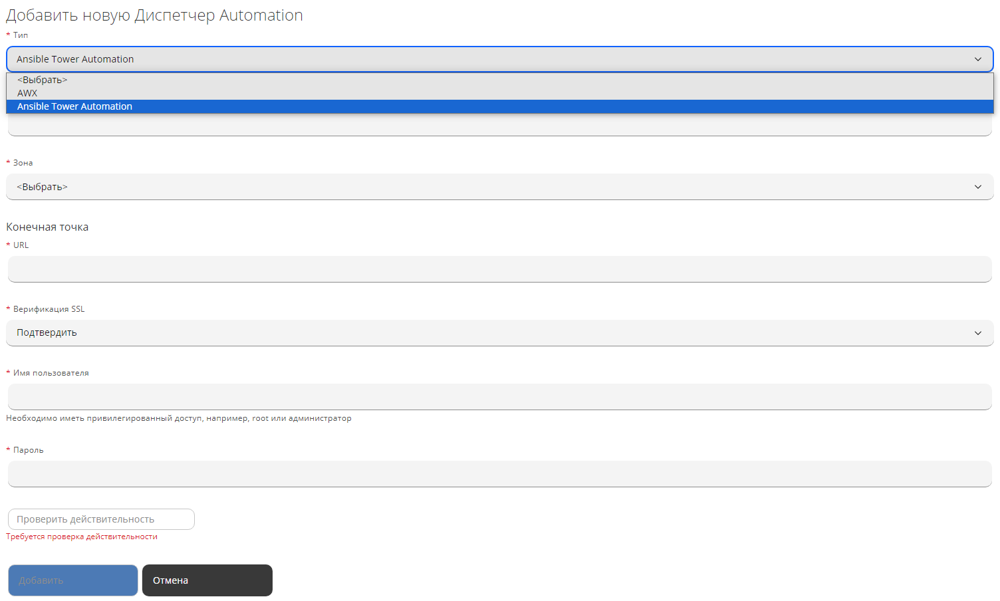 Добавить новую Диспетчер Automation
* Тип
Ansible Tower Automation
<Выбрать>
AWX
Ansible Tower Automation
* Зона
<Выбрать>
Конечная точка
* URL
* Верификация SSL
Подтвердить
* Имя пользователя
Необходимо иметь привилегированный доступ, например, root или администратор
* Пароль
Проверить действительность
Требуется проверка действительности
Добавить
Отмена